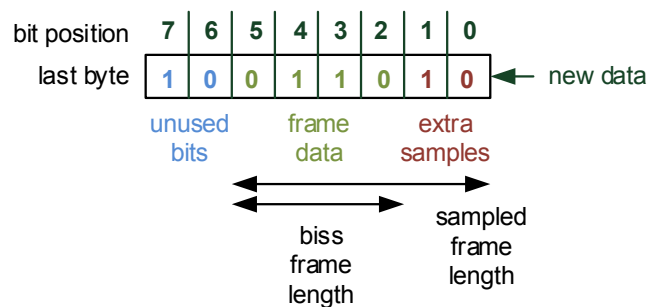 bit position 7 6 5 4 3 2 1 0
last byte 1 0 0 1 1 0 1 0 new data
unused frame extra
bits data samples
biss sampled
frame frame
length length